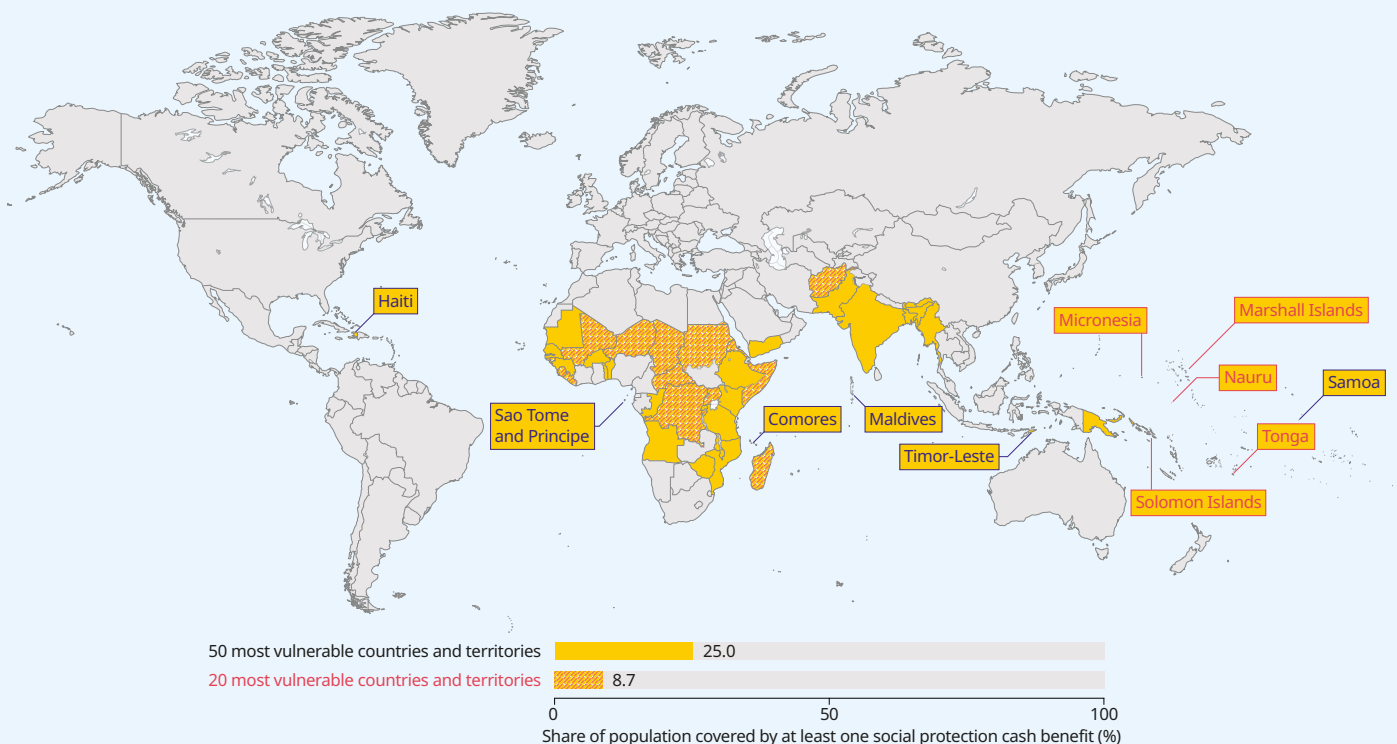 Haiti
Micronesia
Marshall Islands
Nauru
Samoa
Sao Tome
and Principe
Comores
Maldives
Timor-Leste
Tonga
Solomon Islands
50 most vulnerable countries and territories 25.0
20 most vulnerable countries and territories 8.7
0 50 100
Share of population covered by at least one social protection cash benefit (%)